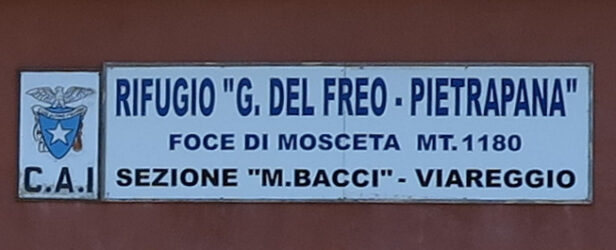 RIFUGIO "G. DEL FREO - PIETRAPANA"
FOCE DI MOSCETA MT. 1180
SEZIONE "M. BACCI" - VIAREGGIO
C.A.I